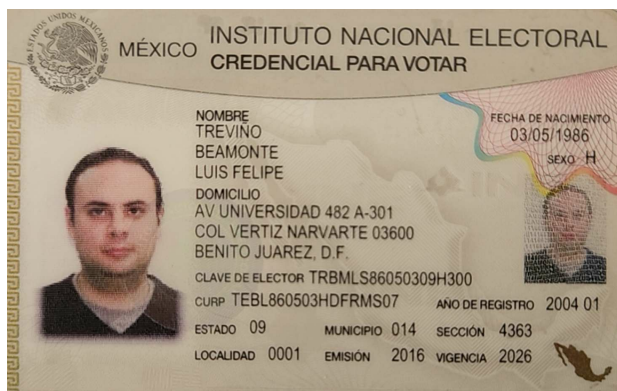 ESTADOS UNIDOS MEXICANOS
MÉXICO
INSTITUTO NACIONAL ELECTORAL
CREDENCIAL PARA VOTAR
NOMBRE
TREVIÑO
BEAMONTE
LUIS FELIPE
FECHA DE NACIMIENTO
03/05/1986
SEXO H
DOMICILIO
AV UNIVERSIDAD 482 A-301
COL VERTIZ NARVARTE 03600
BENITO JUAREZ, D.F.
CLAVE DE ELECTOR TRBMLS86050309H300
CURP TEBL860503HDFRMS07 AÑO DE REGISTRO 2004 01
ESTADO 09 MUNICIPIO 014 SECCIÓN 4363
LOCALIDAD 0001 EMISIÓN 2016 VIGENCIA 2026